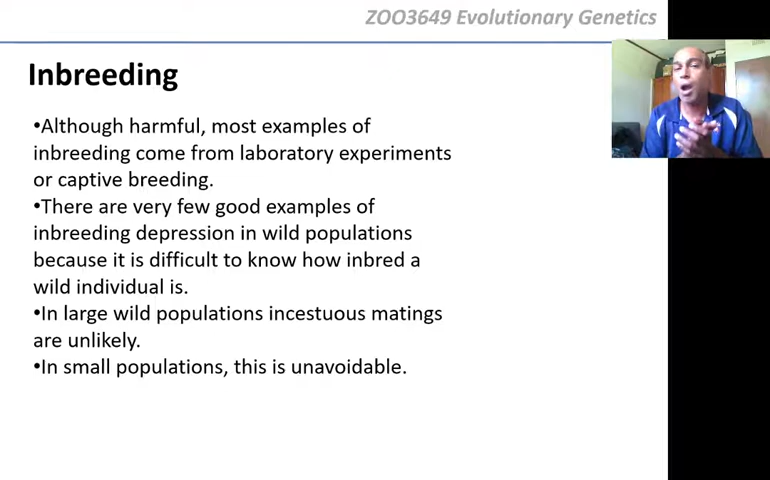 ZOO3649 Evolutionary Genetics
Inbreeding
•Although harmful, most examples of
inbreeding come from laboratory experiments
or captive breeding.
•There are very few good examples of
inbreeding depression in wild populations
because it is difficult to know how inbred a
wild individual is.
•In large wild populations incestuous matings
are unlikely.
•In small populations, this is unavoidable.